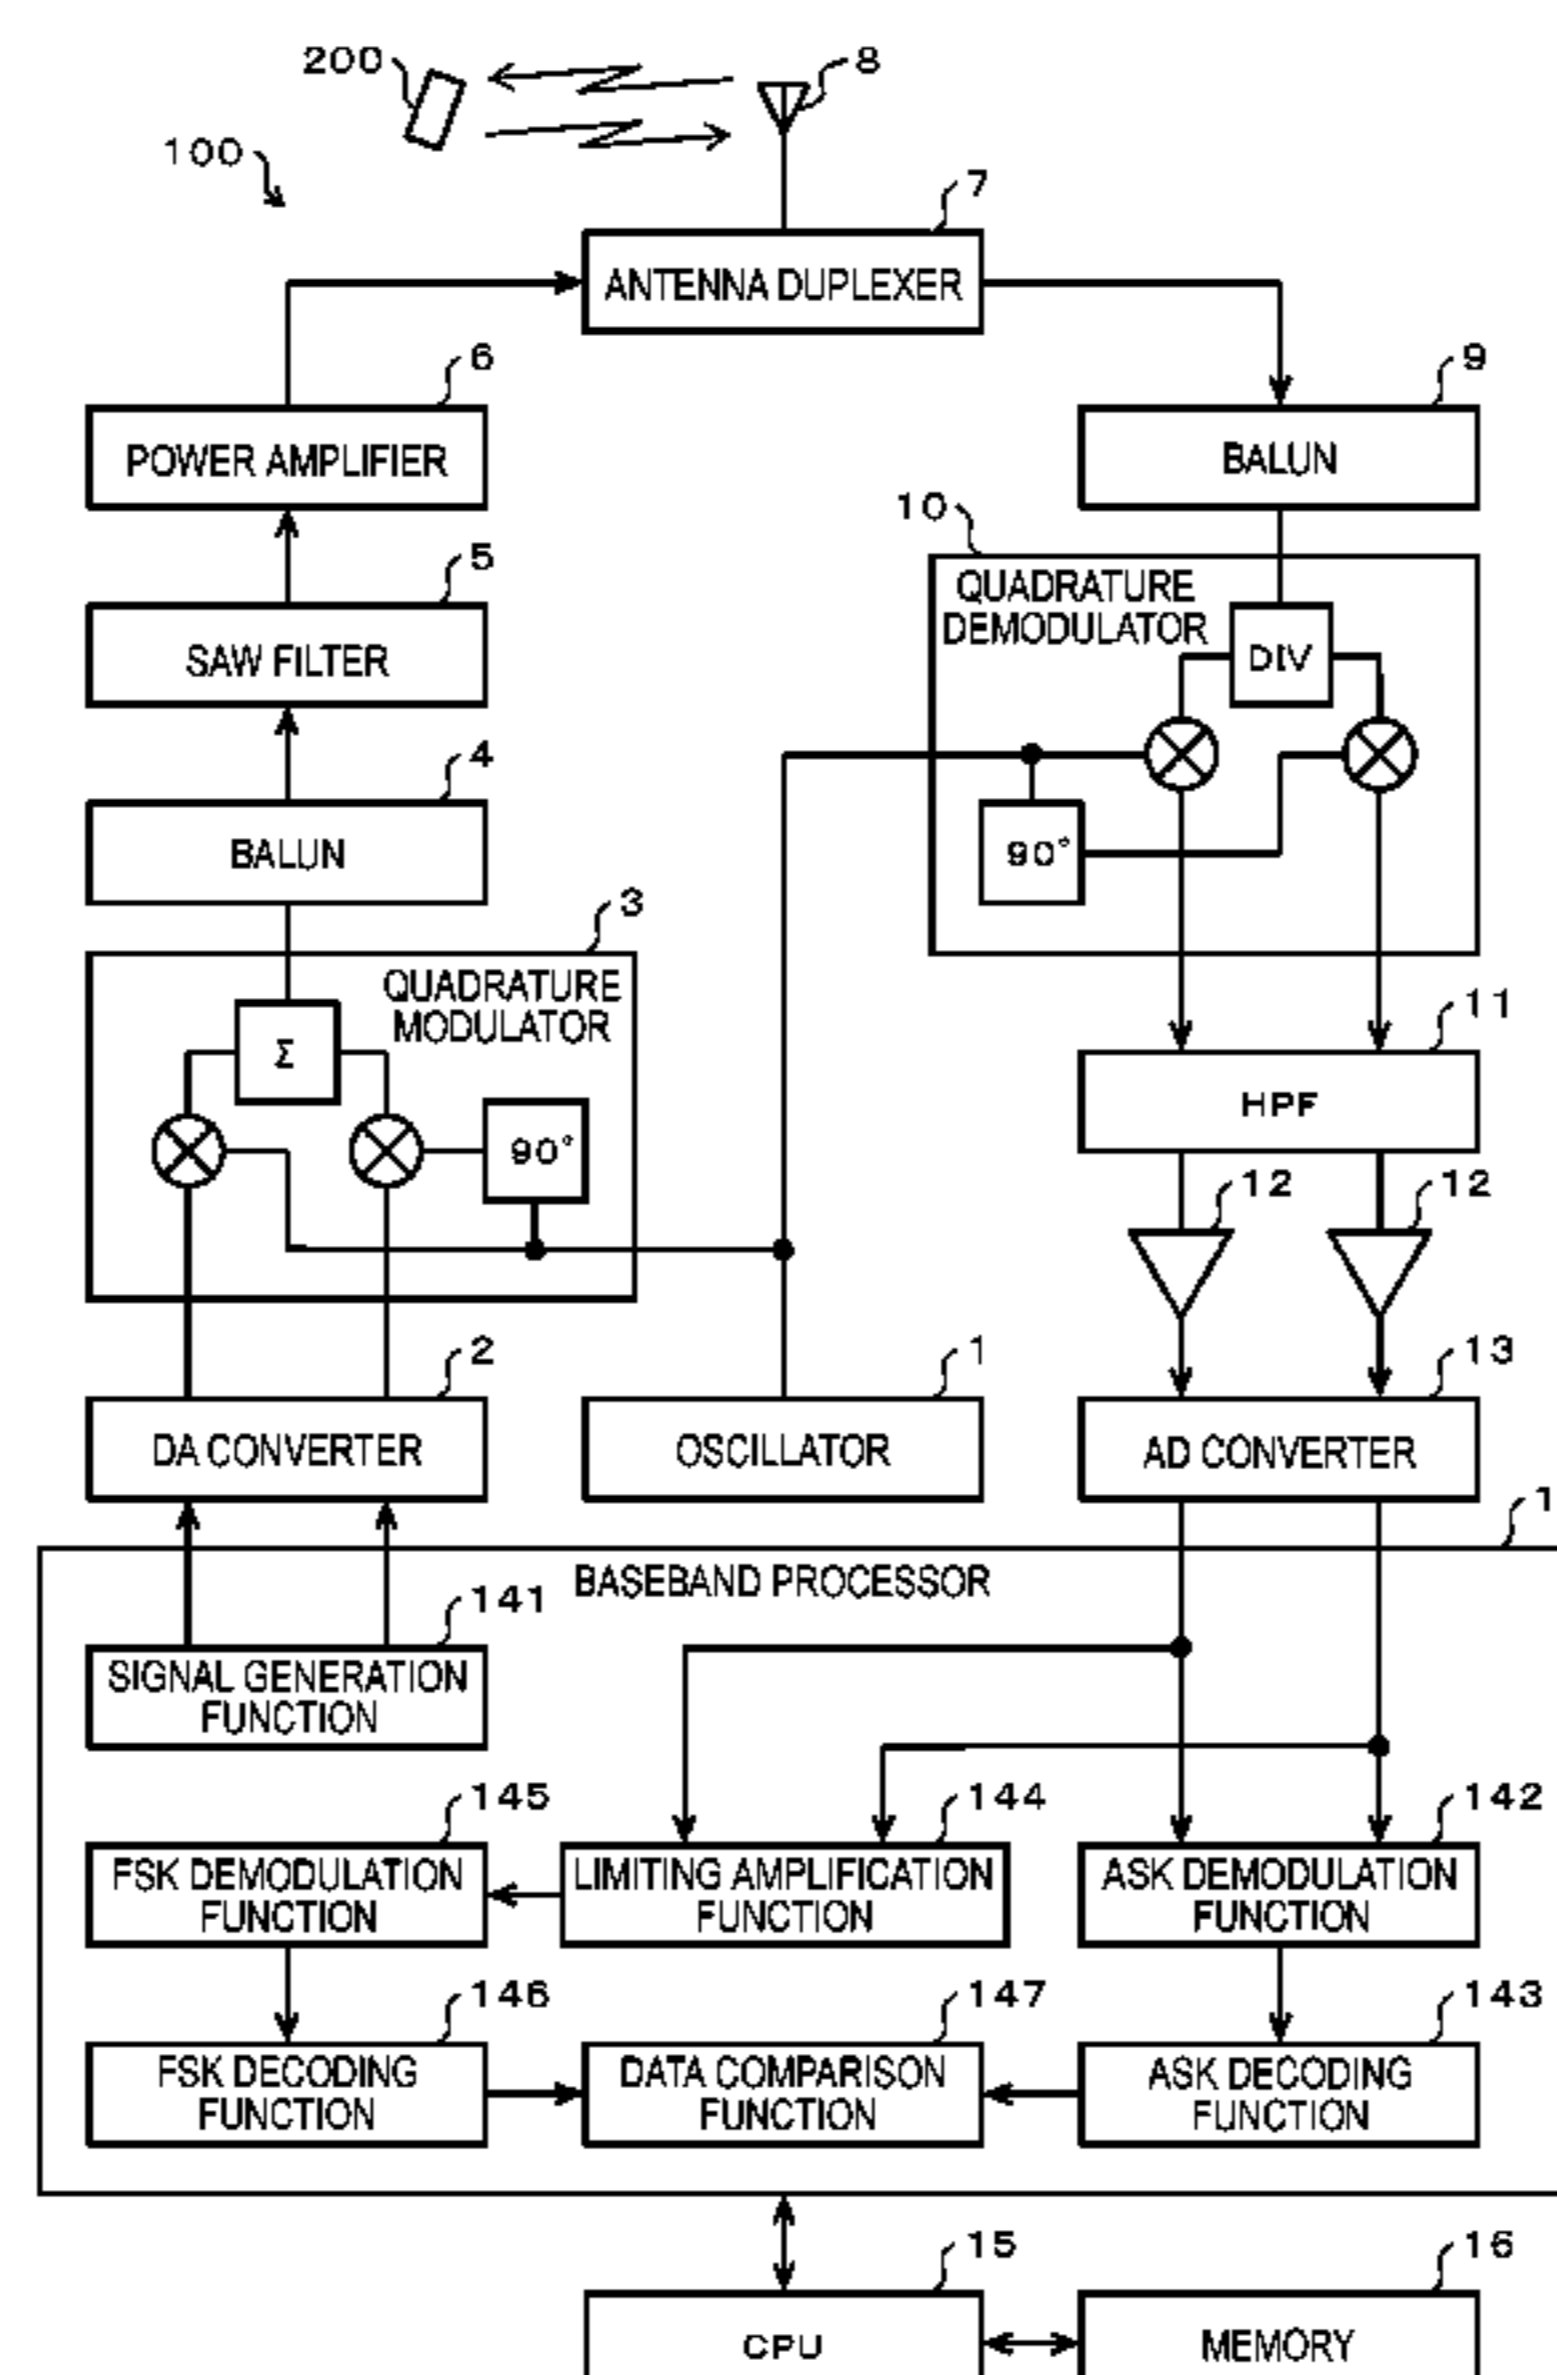 200
8
100
7
ANTENNA DUPLEXER
6
9
POWER AMPLIFIER
BALUN
10
5
QUADRATURE
DEMODULATOR
SAW FILTER
DIV
4
BALUN
90°
3
QUADRATURE
MODULATOR
11
Σ
HPF
90°
12
12
2
1
13
DA CONVERTER
OSCILLATOR
AD CONVERTER
1
BASEBAND PROCESSOR
141
SIGNAL GENERATION
FUNCTION
145
144
142
FSK DEMODULATION
FUNCTION
LIMITING AMPLIFICATION
FUNCTION
ASK DEMODULATION
FUNCTION
146
147
143
FSK DECODING
FUNCTION
DATA COMPARISON
FUNCTION
ASK DECODING
FUNCTION
15
16
CPU
MEMORY